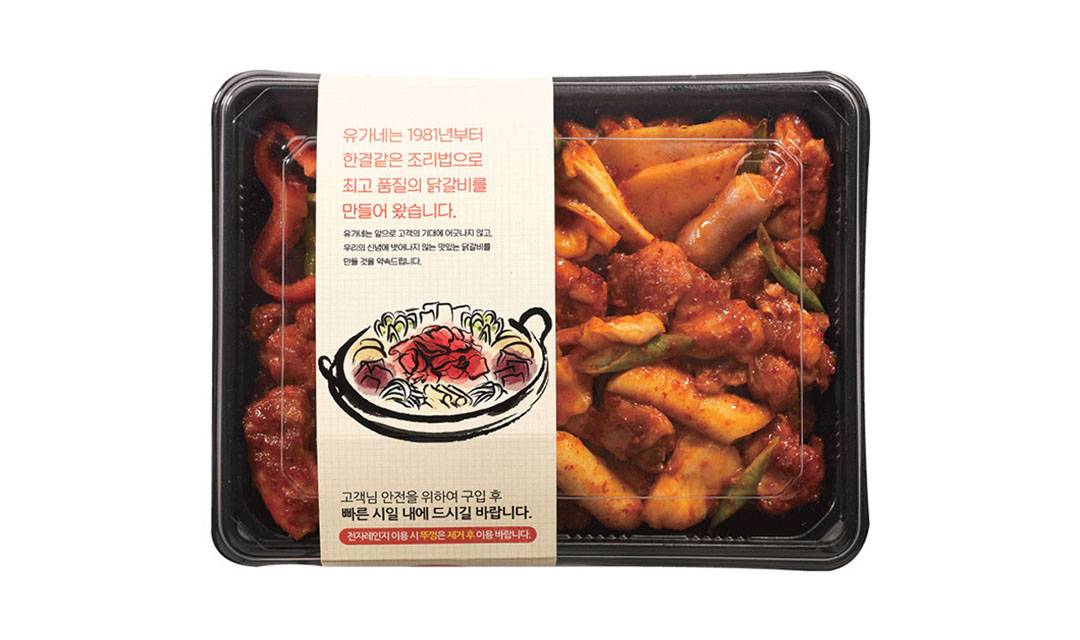 유가네는 1981년부터
한결같은 조리법으로
최고 품질의 닭갈비를
만들어 왔습니다.
유가네는 앞으로 고객의 기대에 어긋나지 않고,
우리의 신념에 벗어나지 않는 맛있는 닭갈비를
만들 것을 약속드립니다.
고객님 안전을 위하여 구입 후
빠른 시일 내에 드시길 바랍니다.
전자레인지 이용 시 뚜껑은 제거 후 이용 바랍니다.